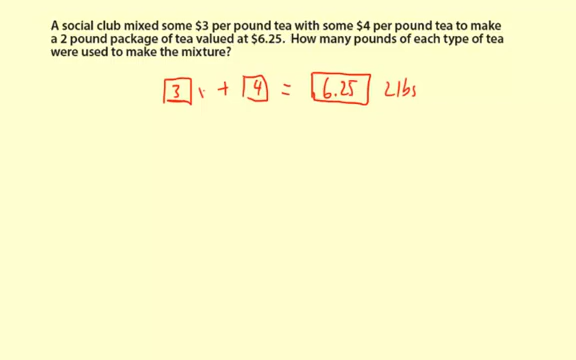 A social club mixed some $3 per pound tea with some $4 per pound tea to make
a 2 pound package of tea valued at $6.25. How many pounds of each type of tea
were used to make the mixture?
3 + 4 = 6.25 2 lbs